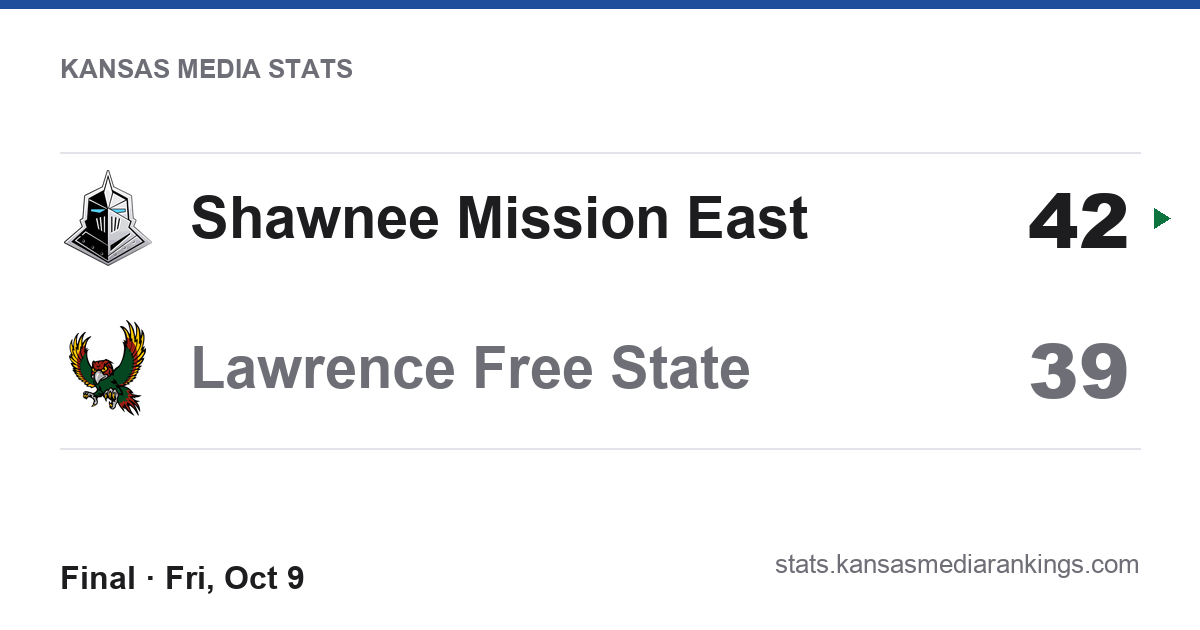 KANSAS MEDIA STATS
Shawnee Mission East 42
Lawrence Free State 39
Final · Fri, Oct 9
stats.kansasmediarankings.com